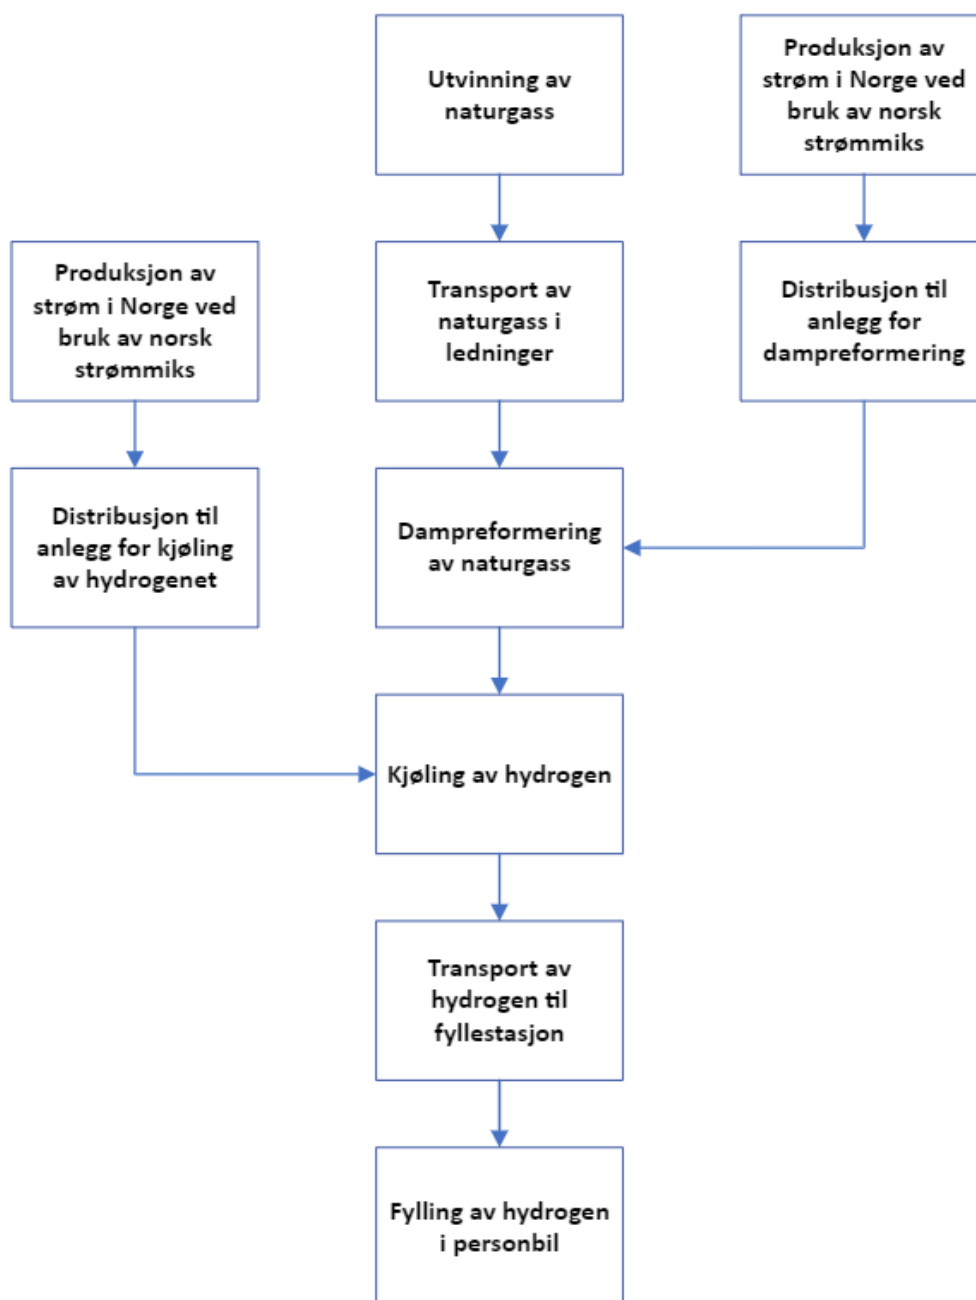 Utvinning av
naturgass
Produksjon av
strøm i Norge ved
bruk av norsk
strømmiks
Produksjon av
strøm i Norge ved
bruk av norsk
strømmiks
Transport av
naturgass i
ledninger
Distribusjon til
anlegg for
dampreformering
Distribusjon til
anlegg for kjøling
av hydrogenet
Dampreformering
av naturgass
Kjøling av hydrogen
Transport av
hydrogen til
fyllestasjon
Fylling av hydrogen
i personbil